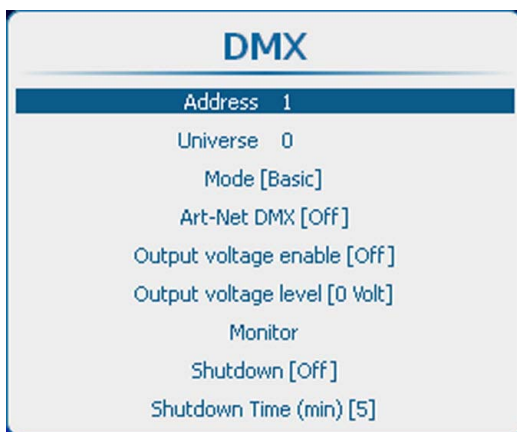 DMX
Address 1
Universe 0
Mode [Basic]
Art-Net DMX [Off]
Output voltage enable [Off]
Output voltage level [0 Volt]
Monitor
Shutdown [Off]
Shutdown Time (min) [5]